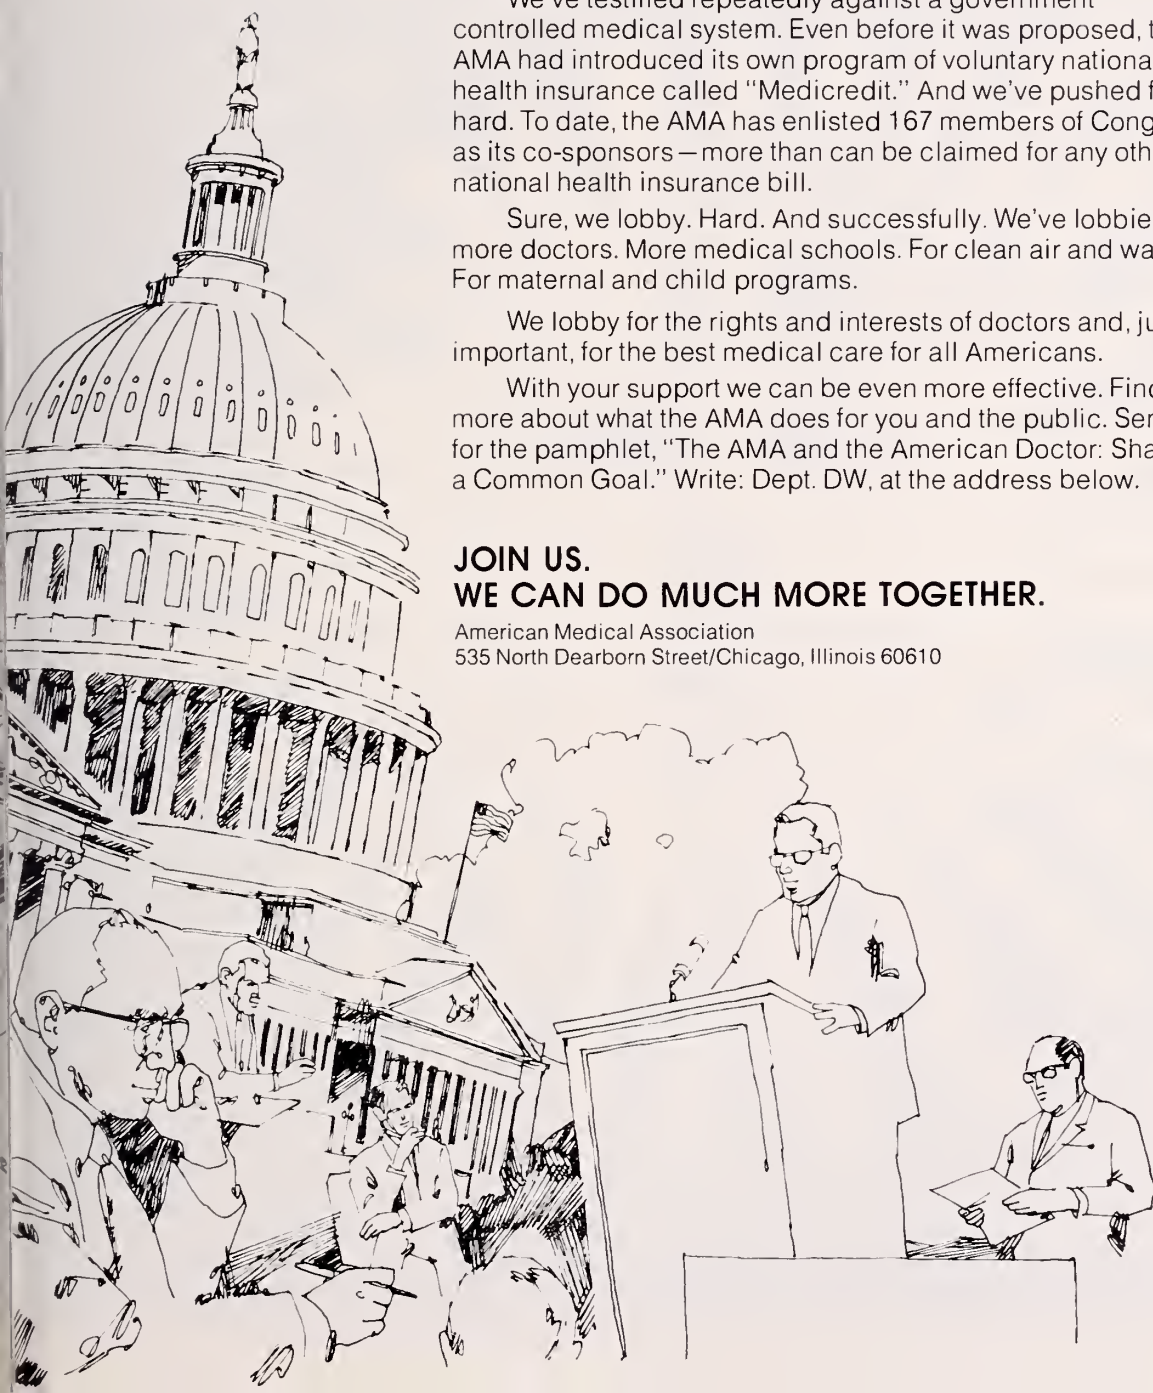 We've testified repeatedly against a government
controlled medical system. Even before it was proposed, t
AMA had introduced its own program of voluntary nationa
health insurance called "Medicredit." And we've pushed f
hard. To date, the AMA has enlisted 167 members of Cong
as its co-sponsors—more than can be claimed for any oth
national health insurance bill.
Sure, we lobby. Hard. And successfully. We've lobbie
more doctors. More medical schools. For clean air and wa
For maternal and child programs.
We lobby for the rights and interests of doctors and, ju
important, for the best medical care for all Americans.
With your support we can be even more effective. Find
more about what the AMA does for you and the public. Sen
for the pamphlet, "The AMA and the American Doctor: Sha
a Common Goal." Write: Dept. DW, at the address below.
JOIN US.
WE CAN DO MUCH MORE TOGETHER.
American Medical Association
535 North Dearborn Street/Chicago, Illinois 60610